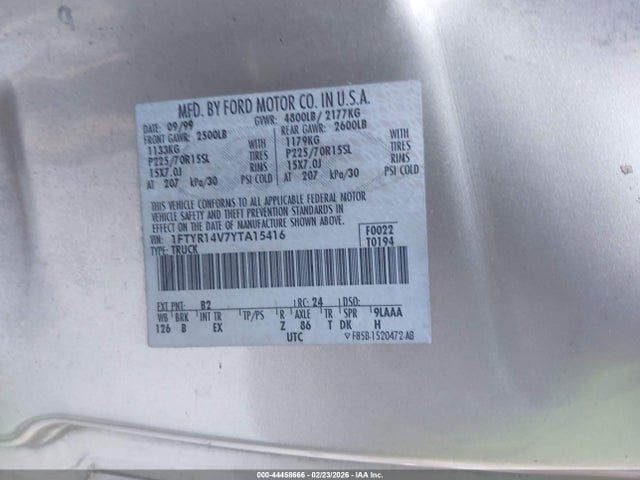 MFD. BY FORD MOTOR CO. IN U.S.A.
DATE: 09/99 GVWR: 4800LB/ 2177KG
FRONT GAWR: 2500LB REAR GAWR: 2600LB
1133KG WITH 1179KG WITH
P225/70R15SL TIRES P225/70R15SL TIRES
15X7.0J RIMS 15X7.0J RIMS
AT 207 kPa/30 PSI COLD AT 207 kPa/30 PSI COLD
THIS VEHICLE CONFORMS TO ALL APPLICABLE FEDERAL MOTOR
VEHICLE SAFETY AND THEFT PREVENTION STANDARDS IN
EFFECT ON THE DATE OF MANUFACTURE SHOWN ABOVE.
VIN: 1FTYR14V7YTA15416 F0022
TYPE: TRUCK T0194
EXT PNT: B2 RC: 24 DSO:
WB BRK INT TR TP/PS R AXLE TR SPR 9LAAA
126 B EX Z 86 T DK H
UTC F85B-1520472-AB
000-44458666 - 02/23/2026 - IAA Inc.